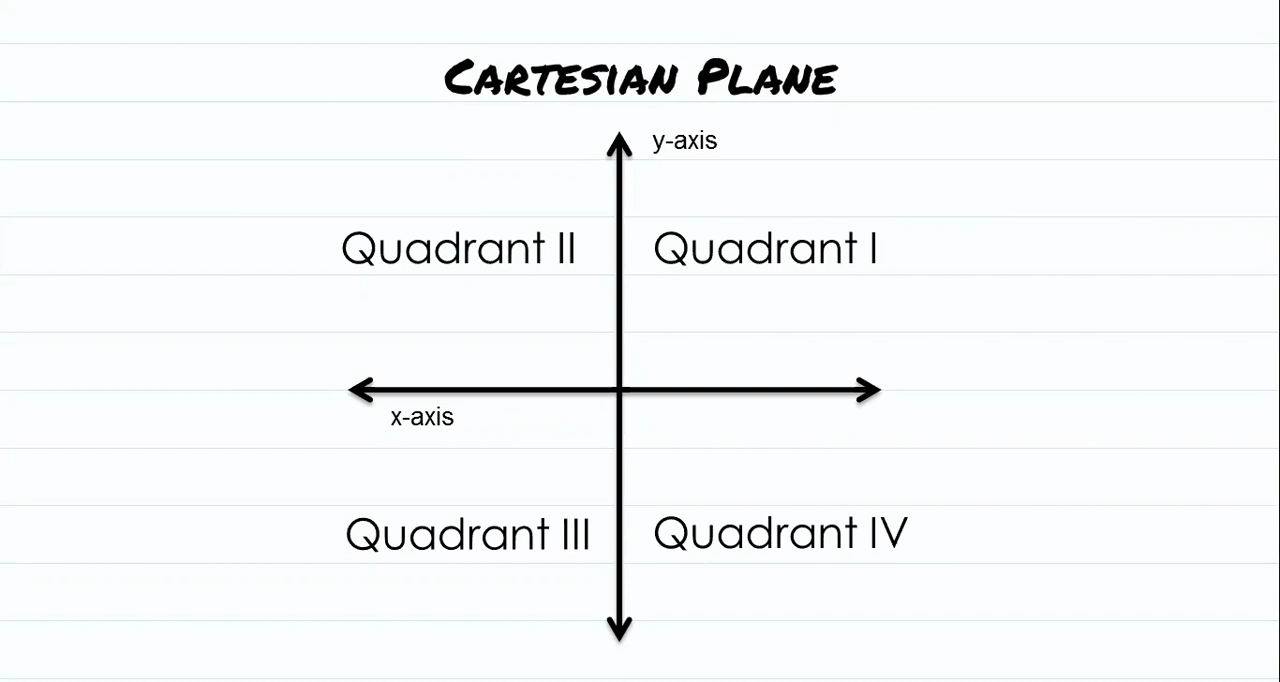 Cartesian Plane
y-axis
Quadrant II
Quadrant I
x-axis
Quadrant III
Quadrant IV